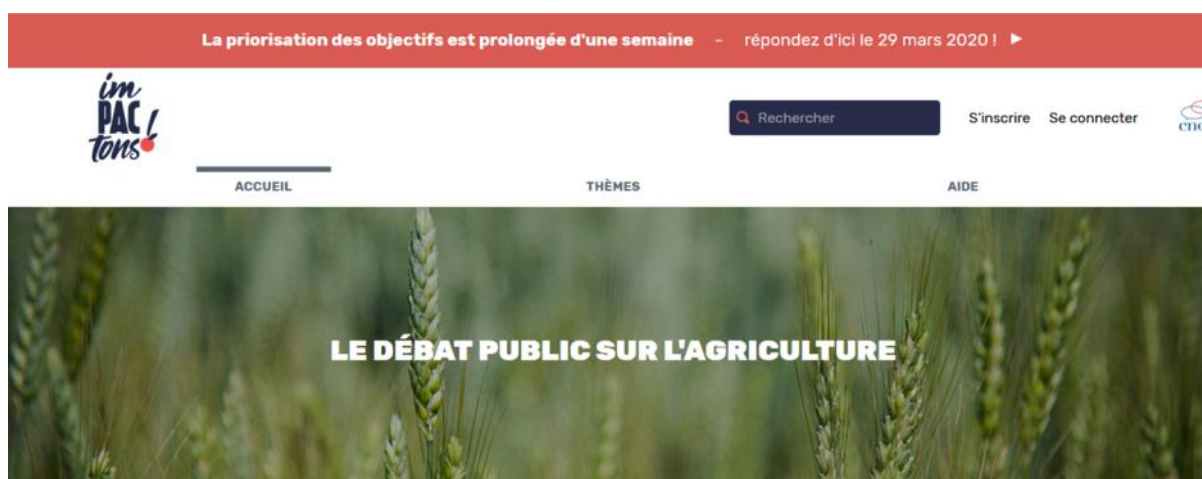 La priorisation des objectifs est prolongée d'une semaine - répondez d'ici le 29 mars 2020 ! ►
im
PAC
tons!
Rechercher
S'inscrire Se connecter
ACCUEIL THÈMES AIDE
LE DÉBAT PUBLIC SUR L'AGRICULTURE